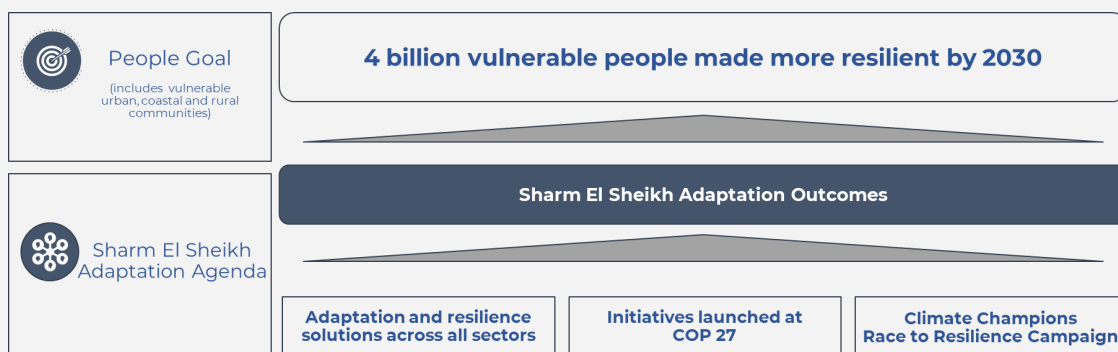 People Goal
(includes vulnerable
urban, coastal and rural
communities)
4 billion vulnerable people made more resilient by 2030
Sharm El Sheikh Adaptation Outcomes
Sharm El Sheikh
Adaptation Agenda
Adaptation and resilience
solutions across all sectors
Initiatives launched at
COP 27
Climate Champions
Race to Resilience Campaign